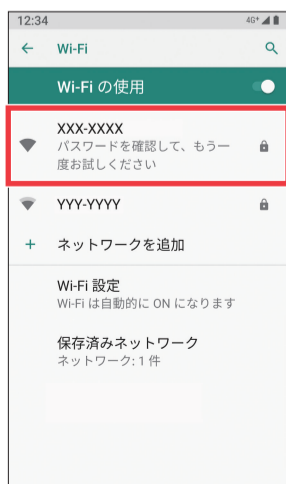 12:34 4G+
Wi-Fi
Wi-Fi の使用
XXX-XXXX
パスワードを確認して、もう一
度お試しください
YYY-YYYY
ネットワークを追加
Wi-Fi 設定
Wi-Fi は自動的に ON になります
保存済みネットワーク
ネットワーク: 1 件